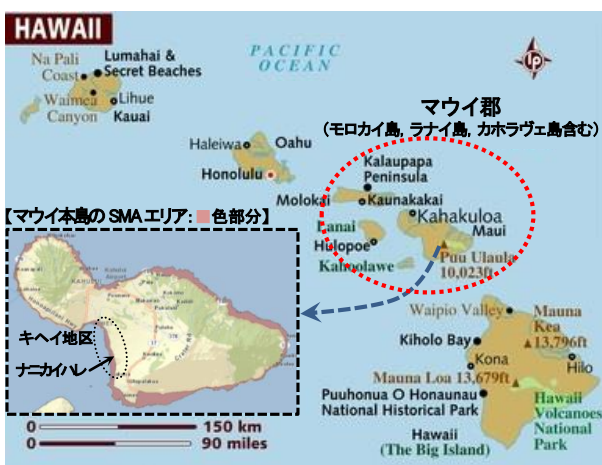 HAWAII
Na Pali
Coast
Lumahai &
Secret Beaches
Waimea
Canyon
Lihue
Kauai
PACIFIC
OCEAN
lp
マウイ郡
(モロカイ島, ラナイ島, カホラヴェ島含む)
Haleiwa
Oahu
Honolulu
Kalaupapa
Peninsula
Molokai
Kaunakakai
Kahakuloa
Lanai
Maui
Hulopoe
Puu Ulaula
10,023ft
Kahoolawe
【マウイ本島の SMA エリア: ■色部分】
キヘイ地区
ナニカイハレ
Waipio Valley
Mauna
Kea
13,796ft
Kiholo Bay
Kona
Hilo
Mauna Loa 13,679ft
Puuhonua O Honaunau
National Historical Park
Hawaii
Volcanoes
National
Park
Hawaii
(The Big Island)
0
150 km
0
90 miles